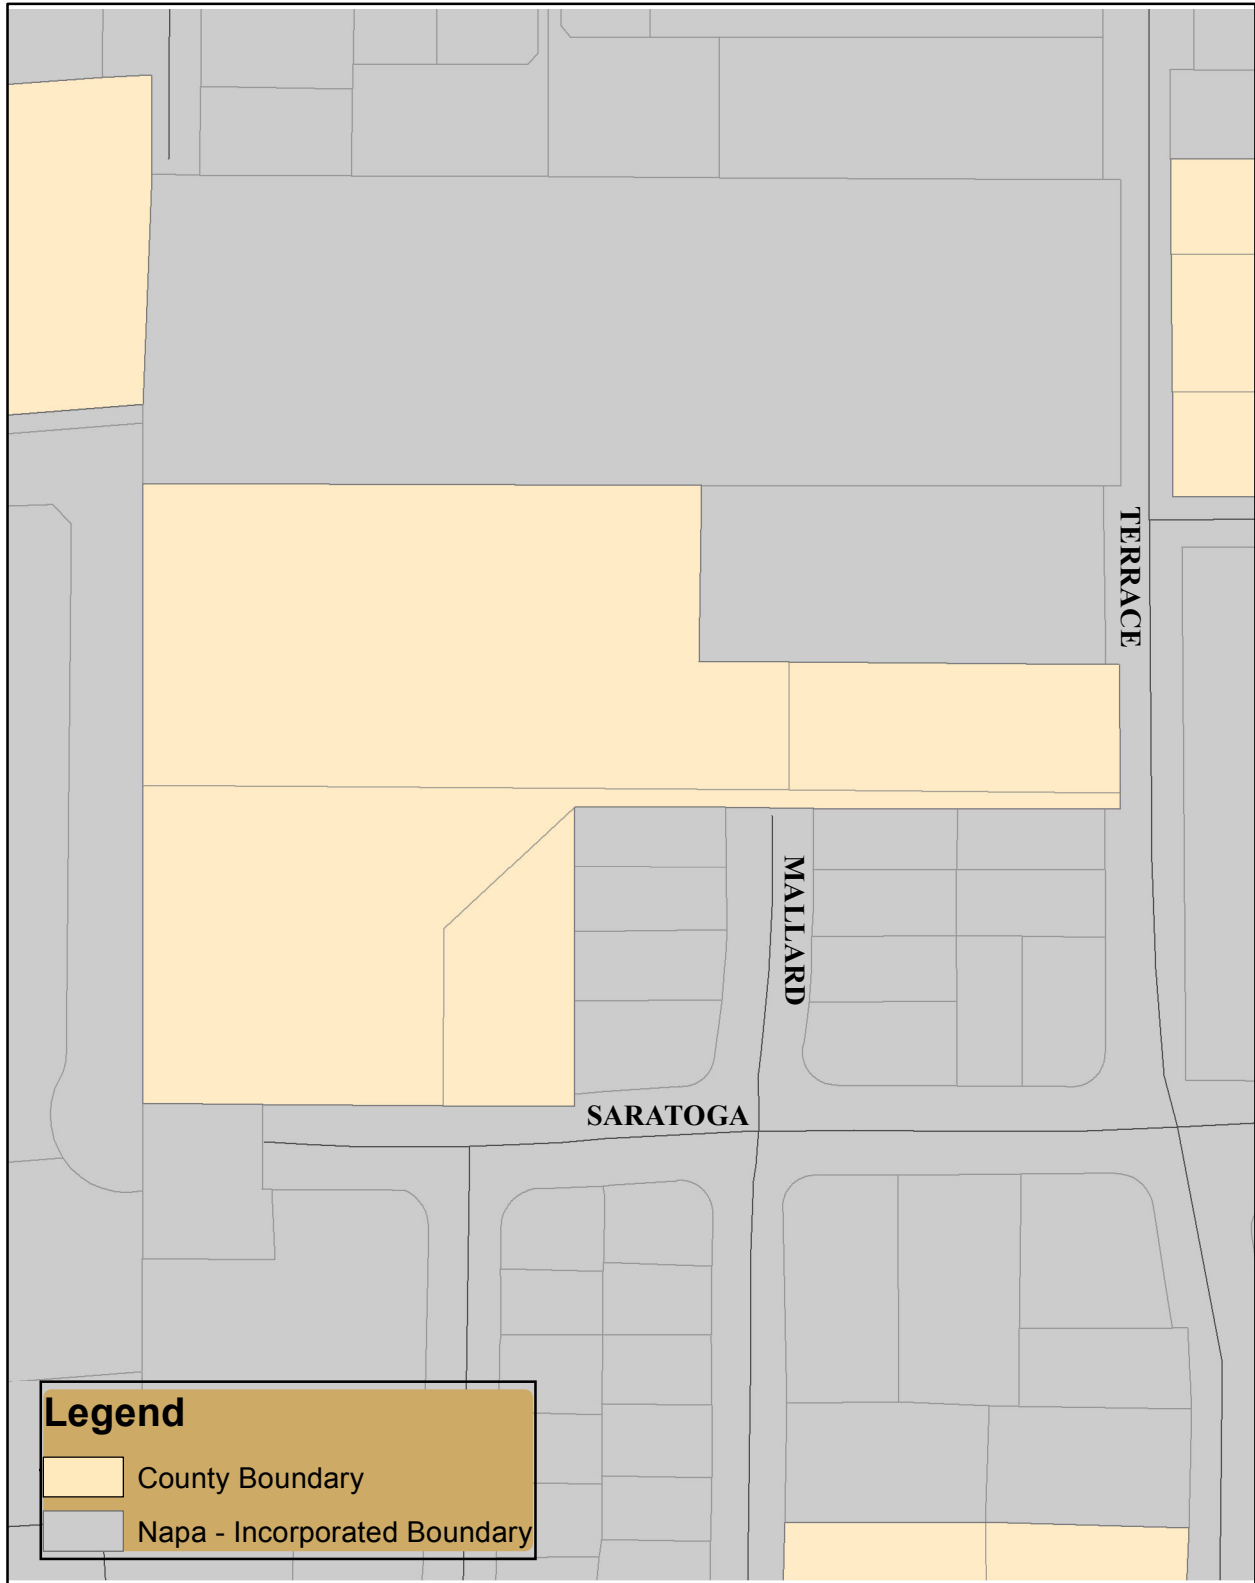 TERRACE
MALLARD
SARATOGA
Legend
County Boundary
Napa - Incorporated Boundary